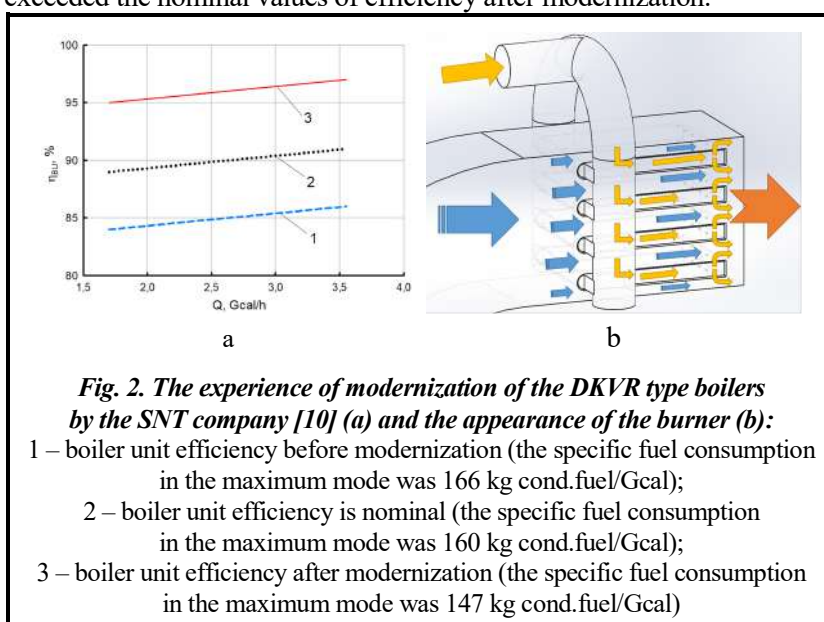 exceeded the nominal values of efficiency after modernization.
100
95
90
85
80
η_BU, %
1,5 2,0 2,5 3,0 3,5 4,0
Q, Gcal/h
3
2
1
a b
Fig. 2. The experience of modernization of the DKVR type boilers
by the SNT company [10] (a) and the appearance of the burner (b):
1 – boiler unit efficiency before modernization (the specific fuel consumption
in the maximum mode was 166 kg cond.fuel/Gcal);
2 – boiler unit efficiency is nominal (the specific fuel consumption
in the maximum mode was 160 kg cond.fuel/Gcal);
3 – boiler unit efficiency after modernization (the specific fuel consumption
in the maximum mode was 147 kg cond.fuel/Gcal)